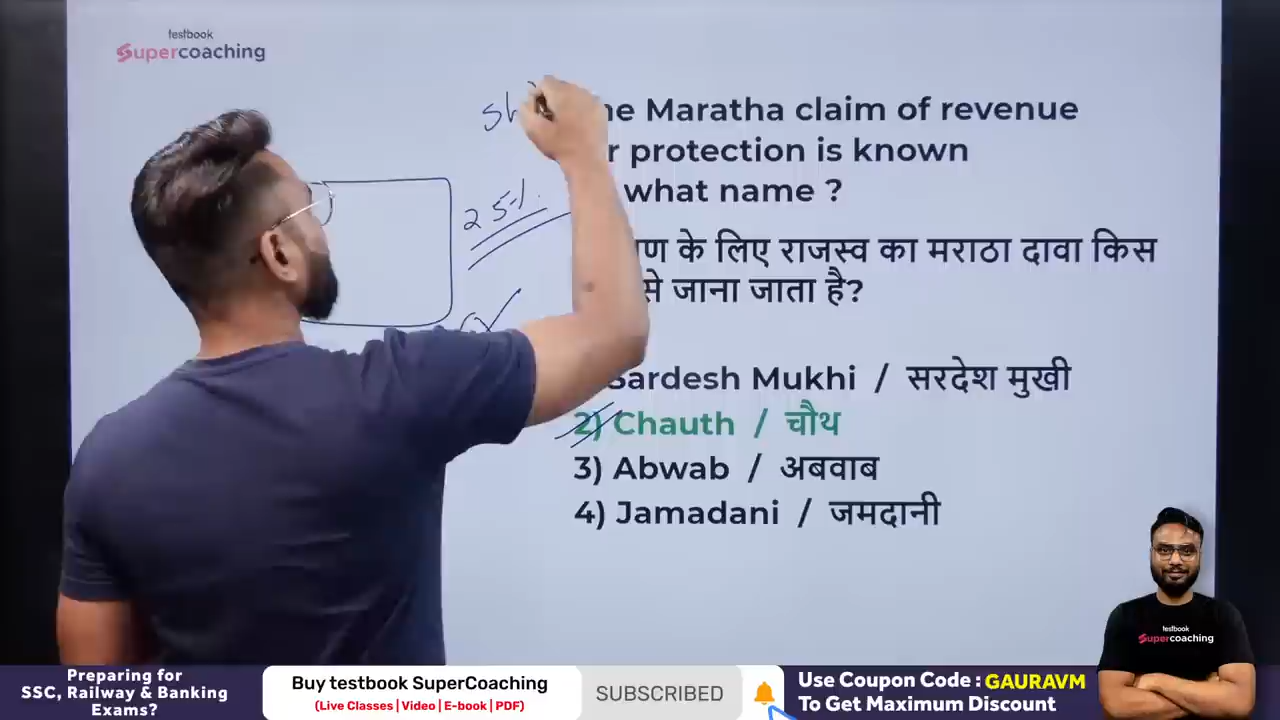 testbook
Supercoaching
he Maratha claim of revenue
r protection is known
what name ?
के लिए राजस्व का मराठा दावा किस
से जाना जाता है?
25%
Sardesh Mukhi / सरदेश मुखी
2) Chauth / चौथ
3) Abwab / अबवाब
4) Jamadani / जमदानी
testbook
Supercoaching
Preparing for
SSC, Railway & Banking
Exams?
Buy testbook SuperCoaching
(Live Classes | Video | E-book | PDF)
SUBSCRIBED
Use Coupon Code : GAURAVM
To Get Maximum Discount